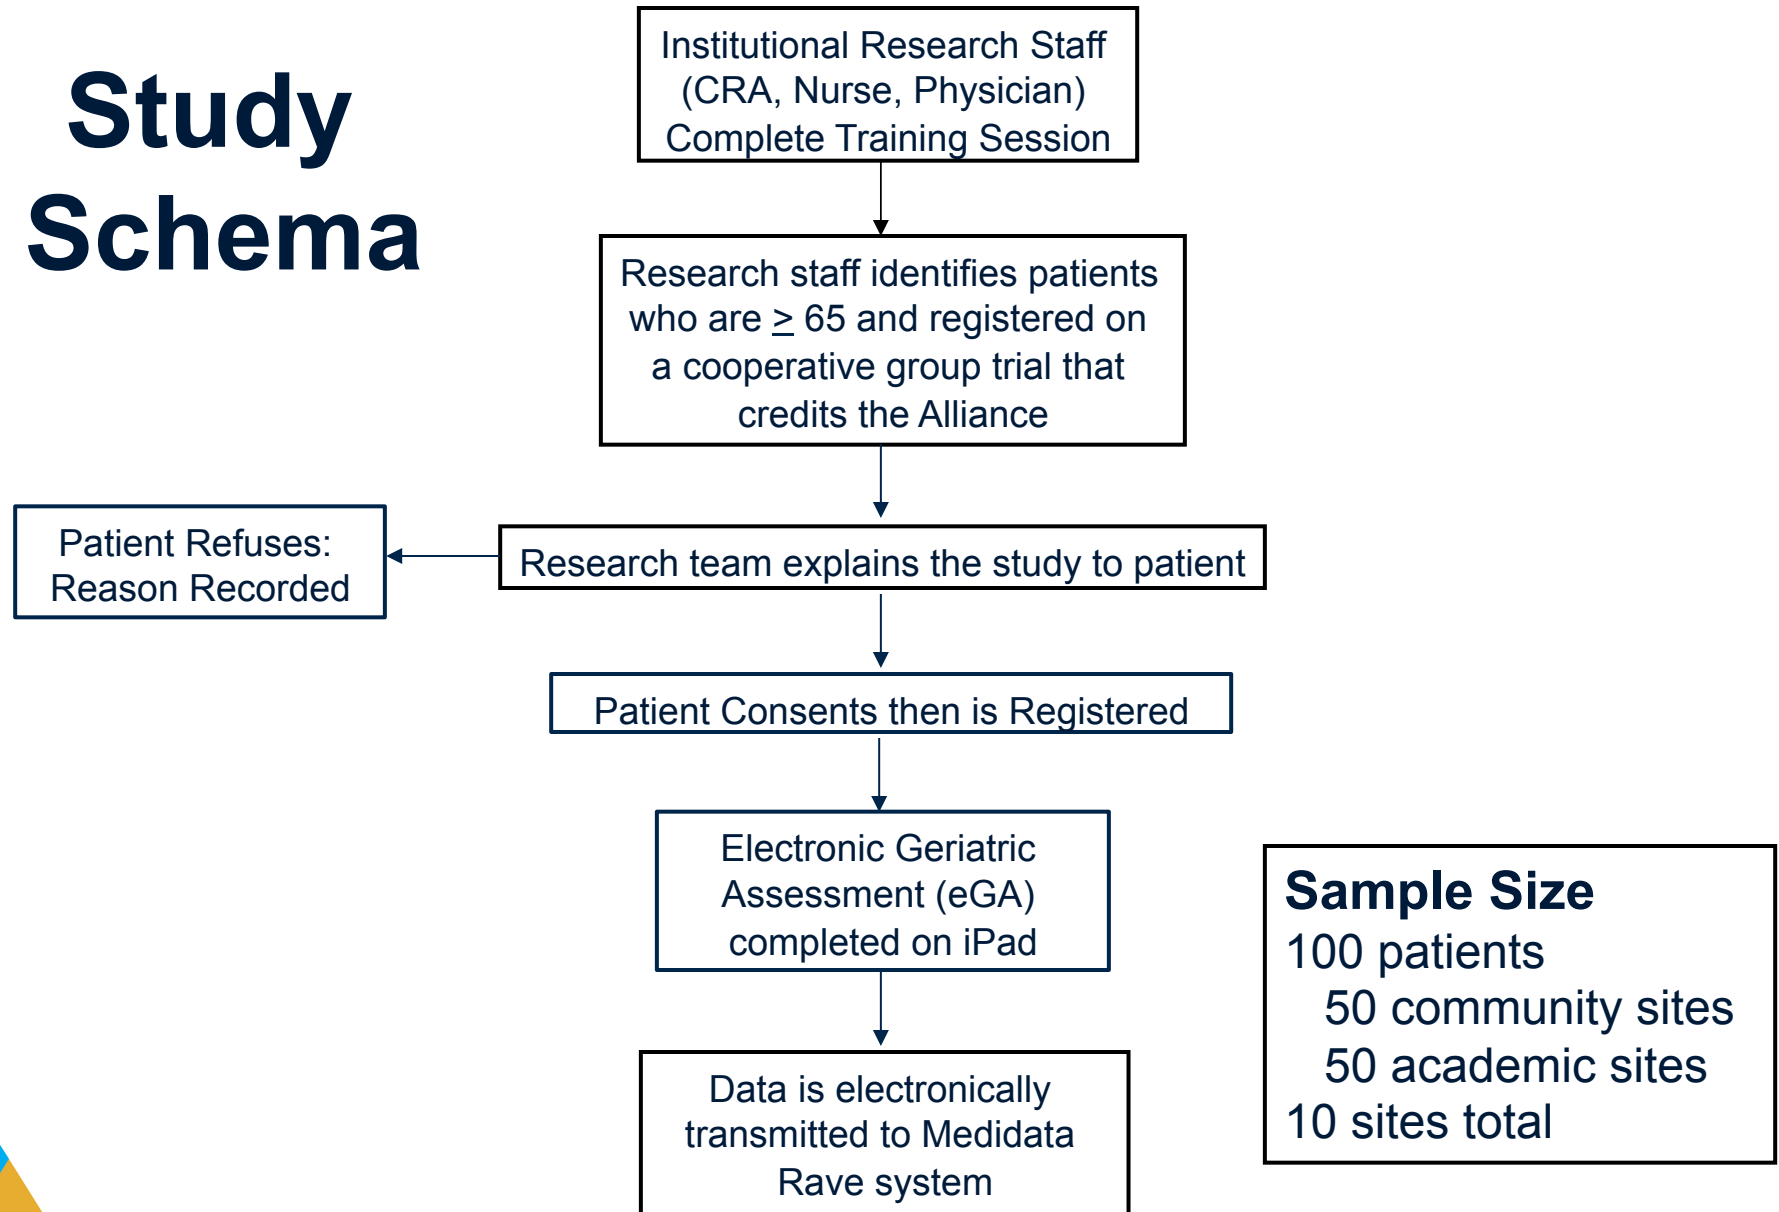 Study
Schema
Institutional Research Staff
(CRA, Nurse, Physician)
Complete Training Session
Research staff identifies patients
who are ≥ 65 and registered on
a cooperative group trial that
credits the Alliance
Patient Refuses:
Reason Recorded
Research team explains the study to patient
Patient Consents then is Registered
Electronic Geriatric
Assessment (eGA)
completed on iPad
Data is electronically
transmitted to Medidata
Rave system
Sample Size
100 patients
50 community sites
50 academic sites
10 sites total